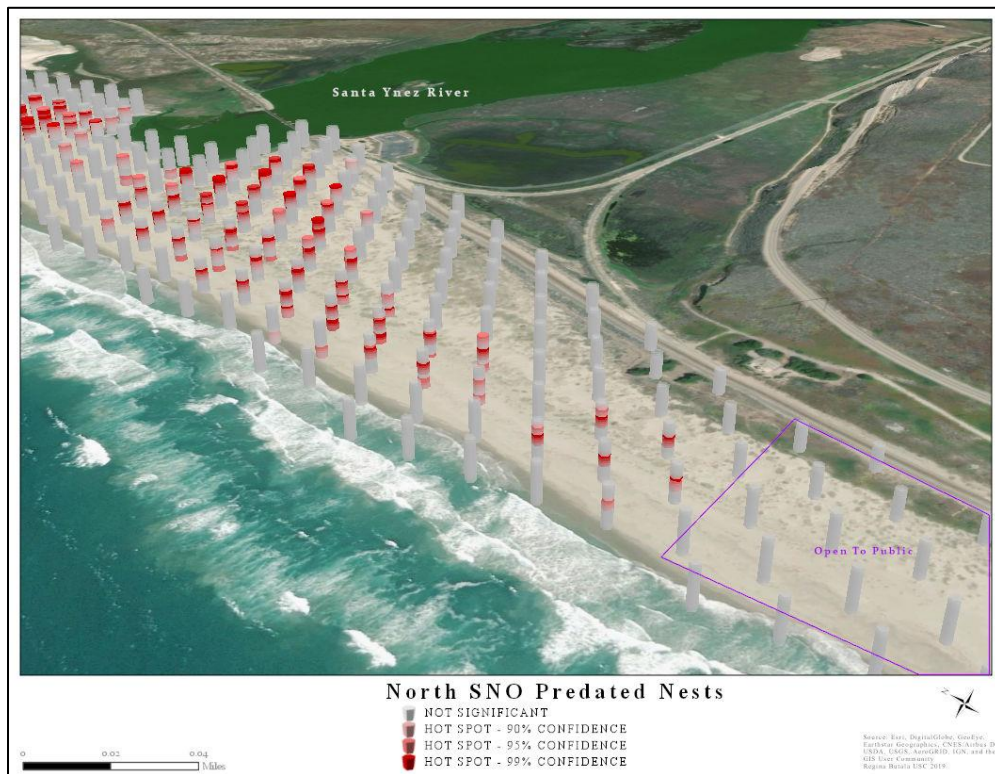 Santa Ynez River
Open To Public
North SNO Predated Nests
NOT SIGNIFICANT
HOT SPOT - 90% CONFIDENCE
HOT SPOT - 95% CONFIDENCE
HOT SPOT - 99% CONFIDENCE
0 0.02 0.04
Miles
N
Source: Esri, DigitalGlobe, GeoEye,
Earthstar Geographics, CNES/Airbus D
USDA, USGS, AeroGRID, IGN, and the
GIS User Community
USC 2019.